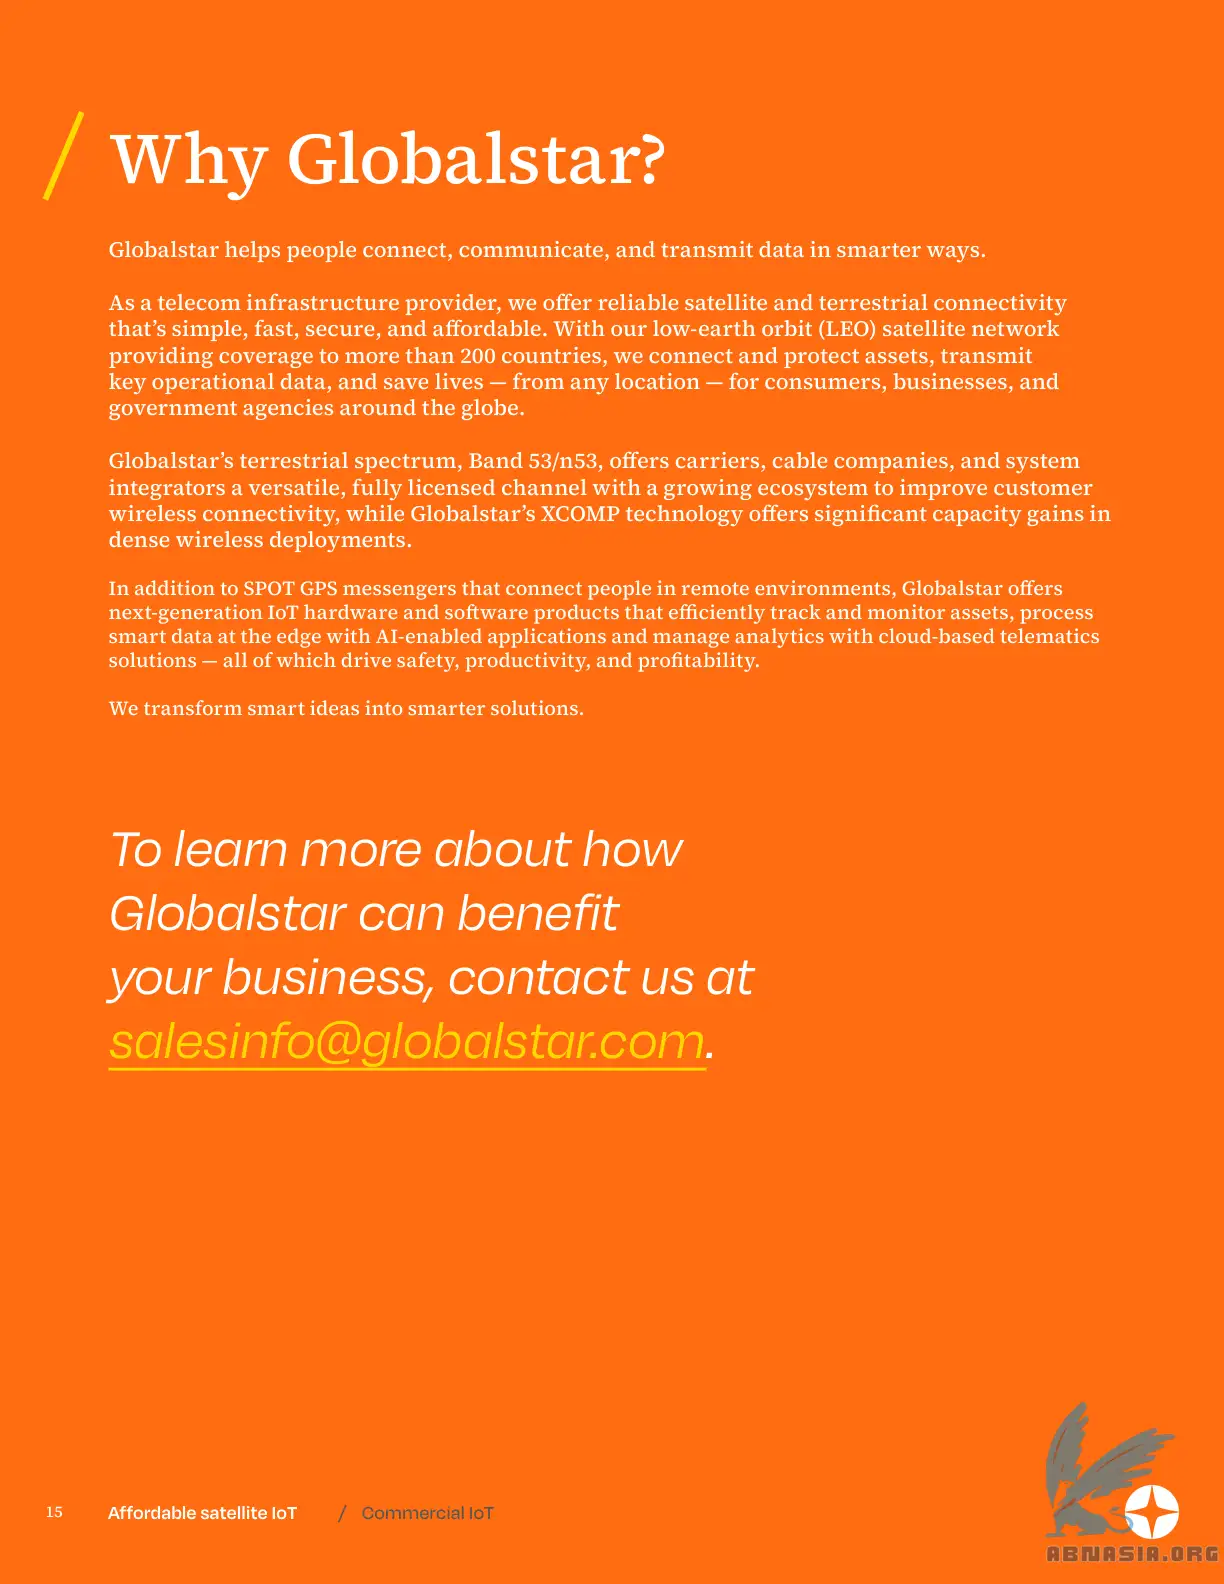 Why Globalstar?
Globalstar helps people connect, communicate, and transmit data in smarter ways.
As a telecom infrastructure provider, we offer reliable satellite and terrestrial connectivity
that’s simple, fast, secure, and affordable. With our low-earth orbit (LEO) satellite network
providing coverage to more than 200 countries, we connect and protect assets, transmit
key operational data, and save lives — from any location — for consumers, businesses, and
government agencies around the globe.
Globalstar’s terrestrial spectrum, Band 53/n53, offers carriers, cable companies, and system
integrators a versatile, fully licensed channel with a growing ecosystem to improve customer
wireless connectivity, while Globalstar’s XCOMP technology offers significant capacity gains in
dense wireless deployments.
In addition to SPOT GPS messengers that connect people in remote environments, Globalstar offers
next-generation IoT hardware and software products that efficiently track and monitor assets, process
smart data at the edge with AI-enabled applications and manage analytics with cloud-based telematics
solutions — all of which drive safety, productivity, and profitability.
We transform smart ideas into smarter solutions.
To learn more about how
Globalstar can benefit
your business, contact us at
salesinfo@globalstar.com.
15 Affordable satellite IoT / Commercial IoT
ABNASIA.ORG